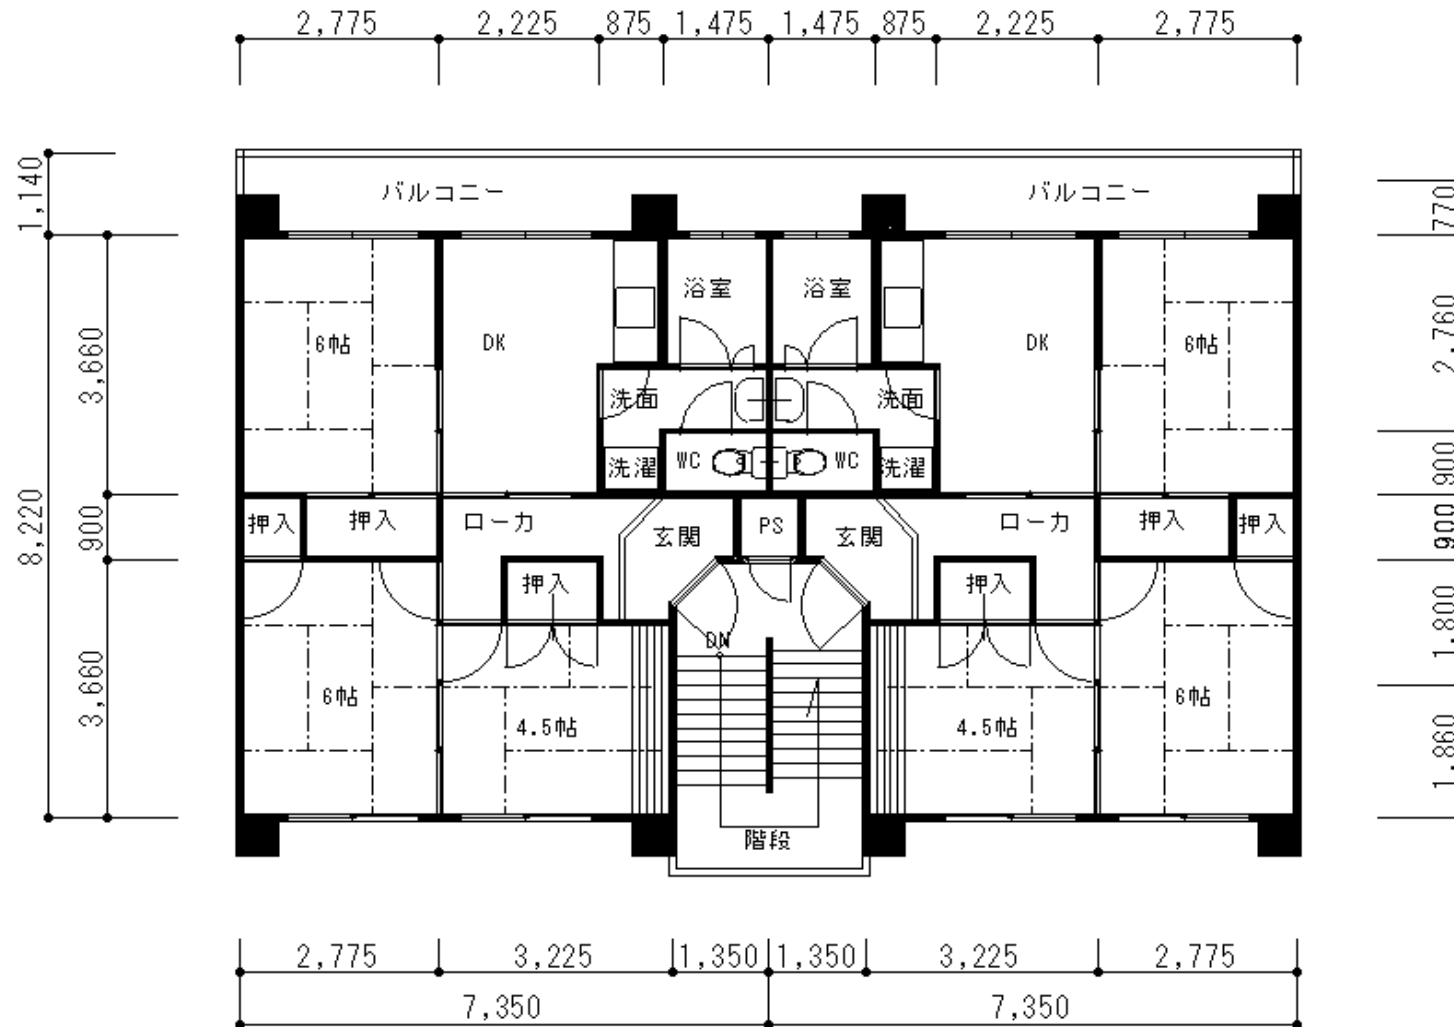 2,775 2,225 875 1,475 1,475 875 2,225 2,775
1,140
バルコニー バルコニー
770
浴室 浴室
3,660
6帖 DK DK 6帖
2,760
洗面 洗面
WC WC
洗濯 洗濯
900
8,220
900
押入 押入 ローカ 玄関 PS 玄関 ローカ 押入 押入
900
押入 押入
1,800
DN
3,660
6帖 4.5帖 4.5帖 6帖
1,860
階段
2,775 3,225 1,350 1,350 3,225 2,775
7,350 7,350